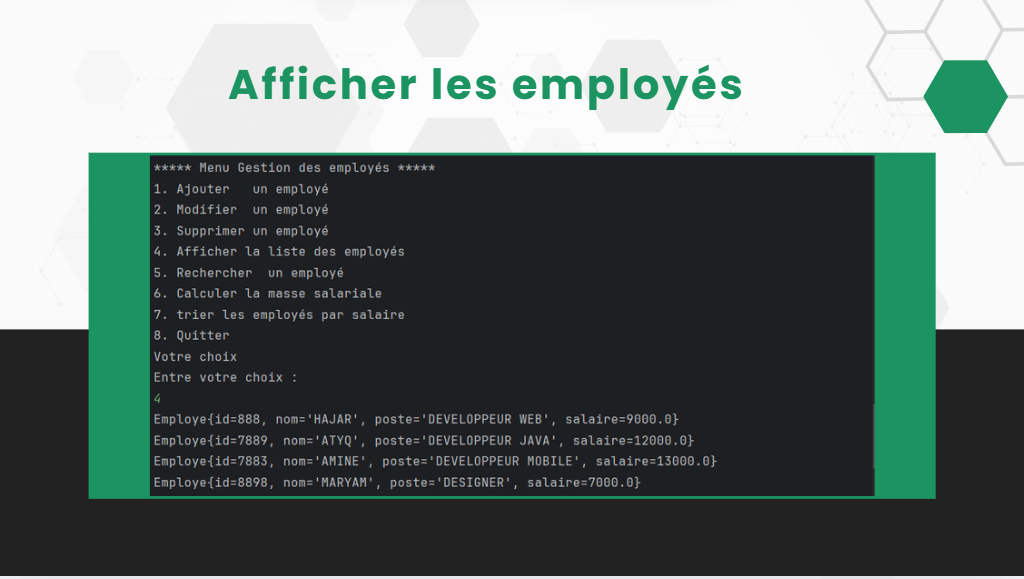 Afficher les employés
***** Menu Gestion des employés *****
1. Ajouter   un employé
2. Modifier  un employé
3. Supprimer un employé
4. Afficher la liste des employés
5. Rechercher  un employé
6. Calculer la masse salariale
7. trier les employés par salaire
8. Quitter
Votre choix
Entre votre choix :
4
Employe{id=888, nom='HAJAR', poste='DEVELOPPEUR WEB', salaire=9000.0}
Employe{id=7889, nom='ATYQ', poste='DEVELOPPEUR JAVA', salaire=12000.0}
Employe{id=7883, nom='AMINE', poste='DEVELOPPEUR MOBILE', salaire=13000.0}
Employe{id=8898, nom='MARYAM', poste='DESIGNER', salaire=7000.0}